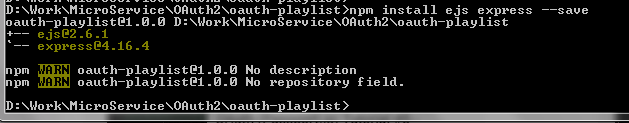 D:\Work\MicroService\OAuth2\oauth-playlist>npm install ejs express --save
oauth-playlist@1.0.0 D:\Work\MicroService\OAuth2\oauth-playlist
+-- ejs@2.6.1
`-- express@4.16.4
npm WARN oauth-playlist@1.0.0 No description
npm WARN oauth-playlist@1.0.0 No repository field.
D:\Work\MicroService\OAuth2\oauth-playlist>